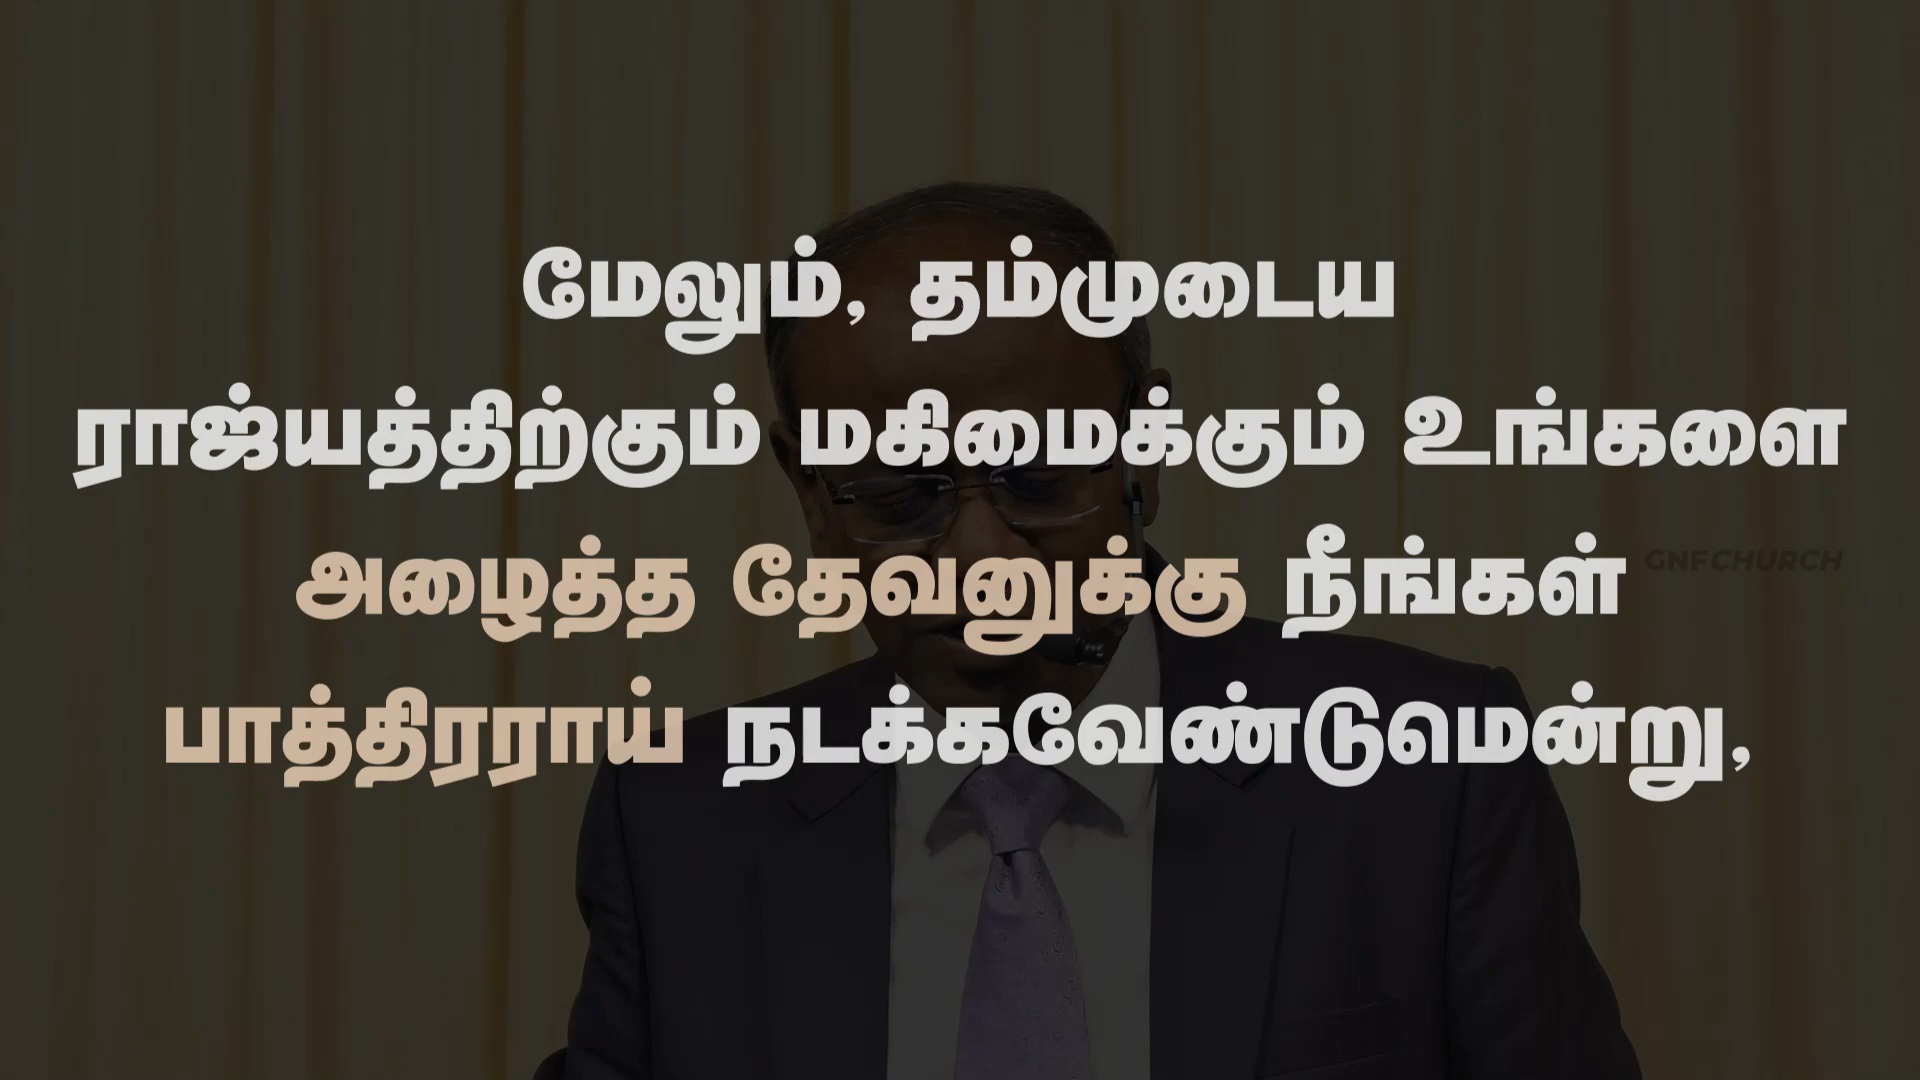 மேலும், தம்முடைய
ராஜ்யத்திற்கும் மகிமைக்கும் உங்களை
அழைத்த தேவனுக்கு நீங்கள்
GNFCHURCH
பாத்திரராய் நடக்கவேண்டுமென்று,